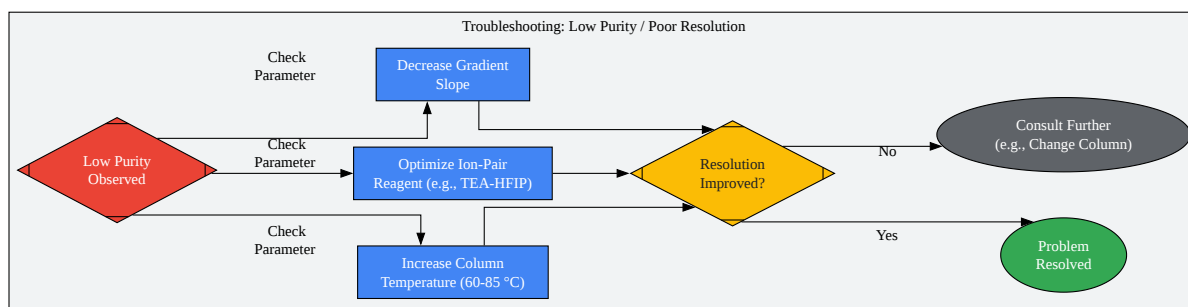 Troubleshooting: Low Purity / Poor Resolution
Check
Parameter
Decrease Gradient
Slope
Low Purity
Observed
Check
Parameter
Optimize Ion-Pair
Reagent (e.g., TEA-HFIP)
Check
Parameter
Increase Column
Temperature (60-85 °C)
Resolution
Improved?
No
Consult Further
(e.g., Change Column)
Yes
Problem
Resolved